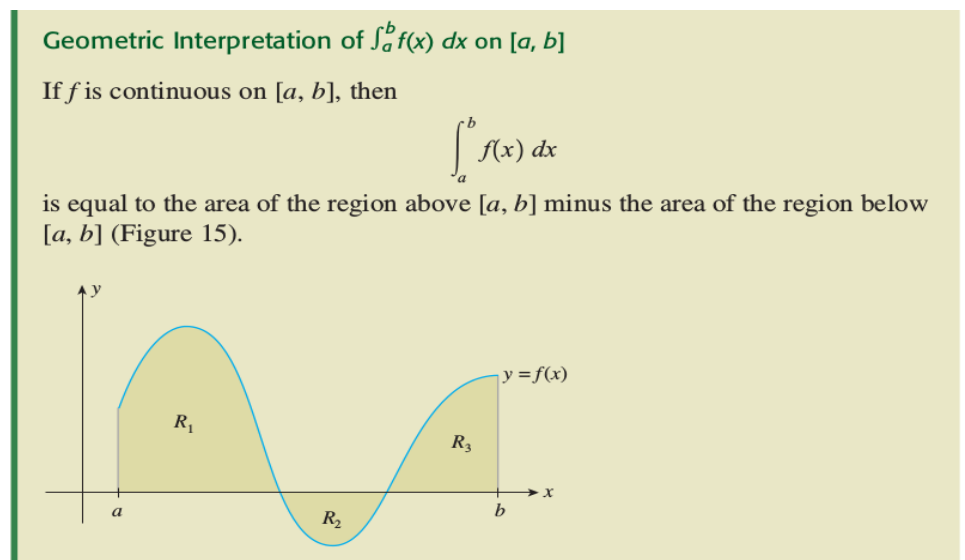 Geometric Interpretation of ∫ₐᵇ f(x) dx on [a, b]
If f is continuous on [a, b], then
∫ₐᵇ f(x) dx
is equal to the area of the region above [a, b] minus the area of the region below
[a, b] (Figure 15).
y
y = f(x)
R₁
R₃
x
a
R₂
b